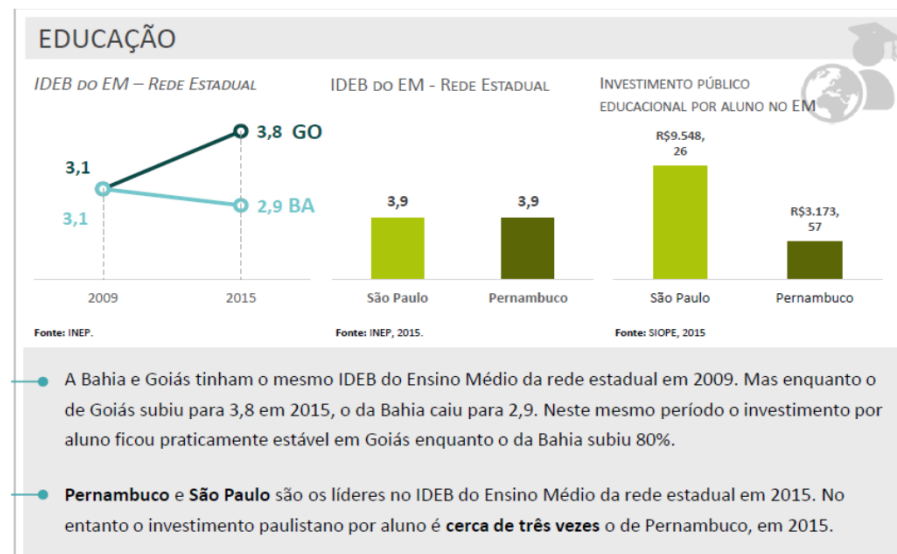 EDUCAÇÃO
IDEB DO EM – REDE ESTADUAL
3,1
3,1
3,8 GO
2,9 BA
2009
2015
Fonte: INEP.
IDEB DO EM - REDE ESTADUAL
3,9
3,9
São Paulo
Pernambuco
Fonte: INEP, 2015.
INVESTIMENTO PÚBLICO
EDUCACIONAL POR ALUNO NO EM
R$9.548,
26
R$3.173,
57
São Paulo
Pernambuco
Fonte: SIOPE, 2015
A Bahia e Goiás tinham o mesmo IDEB do Ensino Médio da rede estadual em 2009. Mas enquanto o
de Goiás subiu para 3,8 em 2015, o da Bahia caiu para 2,9. Neste mesmo período o investimento por
aluno ficou praticamente estável em Goiás enquanto o da Bahia subiu 80%.
Pernambuco e São Paulo são os líderes no IDEB do Ensino Médio da rede estadual em 2015. No
entanto o investimento paulistano por aluno é cerca de três vezes o de Pernambuco, em 2015.